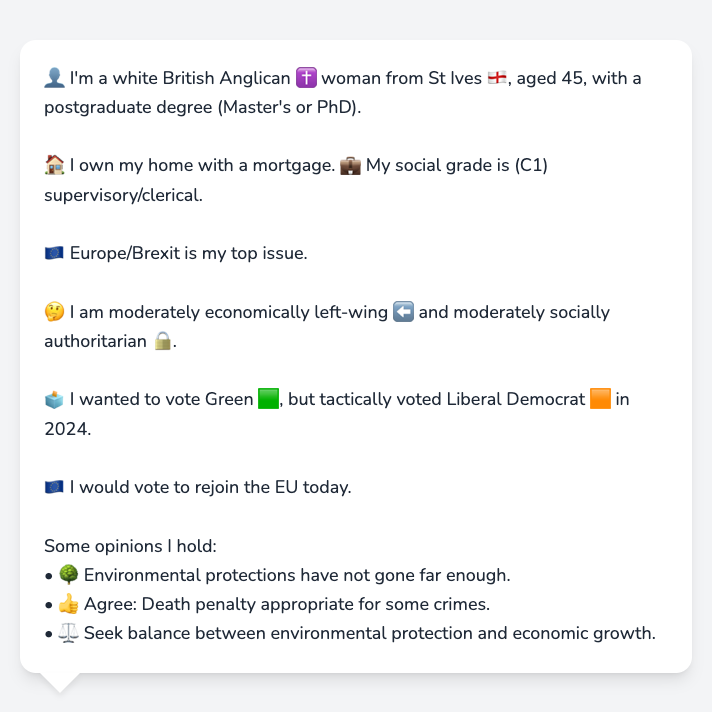 👤 I'm a white British Anglican ✝️ woman from St Ives 🏴󠁧󠁢󠁥󠁮󠁧󠁿, aged 45, with a
postgraduate degree (Master's or PhD).
🏠 I own my home with a mortgage. 💼 My social grade is (C1)
supervisory/clerical.
🇪🇺 Europe/Brexit is my top issue.
🤔 I am moderately economically left-wing ⬅️ and moderately socially
authoritarian 🔒.
🗳️ I wanted to vote Green 🟩, but tactically voted Liberal Democrat 🟧 in
2024.
🇪🇺 I would vote to rejoin the EU today.
Some opinions I hold:
• 🌳 Environmental protections have not gone far enough.
• 👍 Agree: Death penalty appropriate for some crimes.
• ⚖️ Seek balance between environmental protection and economic growth.